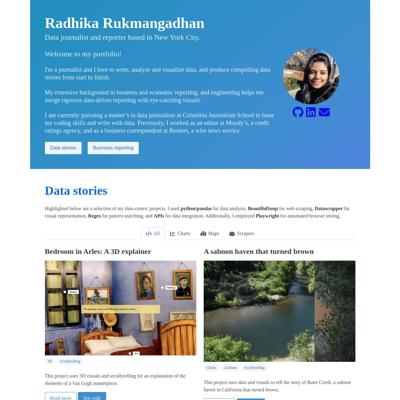 Radhika Rukmangadhan
Data journalist and reporter based in New York City.
Welcome to my portfolio!
I'm a journalist and I love to write, analyze and visualize data, and produce compelling data
stories from start to finish.
My extensive background in business and economic reporting, and engineering helps me
merge rigorous data-driven reporting with eye-catching visuals.
I am currently pursuing a master's in data journalism at Columbia Journalism School to hone
my coding skills and write with data. Previously, I worked as an editor at Moody's, a credit
ratings agency, and as a business correspondent at Reuters, a wire news service.
Data stories
Business reporting
Data stories
Highlighted below are a selection of my data-centric projects. I used python/pandas for data analysis, BeautifulSoup for web scraping, Datawrapper for
visual representation, Regex for pattern searching, and APIs for data integration. Additionally, I employed Playwright for automated browser testing.
All
Charts
Maps
Scrapers
Bedroom in Arles: A 3D explainer
A salmon haven that turned brown
3D
Scrollytelling
Charts
Ai2html
Scrollytelling
This project uses 3D visuals and scrollytelling for an explanation of the
elements of a Van Gogh masterpiece.
This project uses data and visuals to tell the story of Butte Creek, a salmon
haven in California that turned brown.
Read more
See code